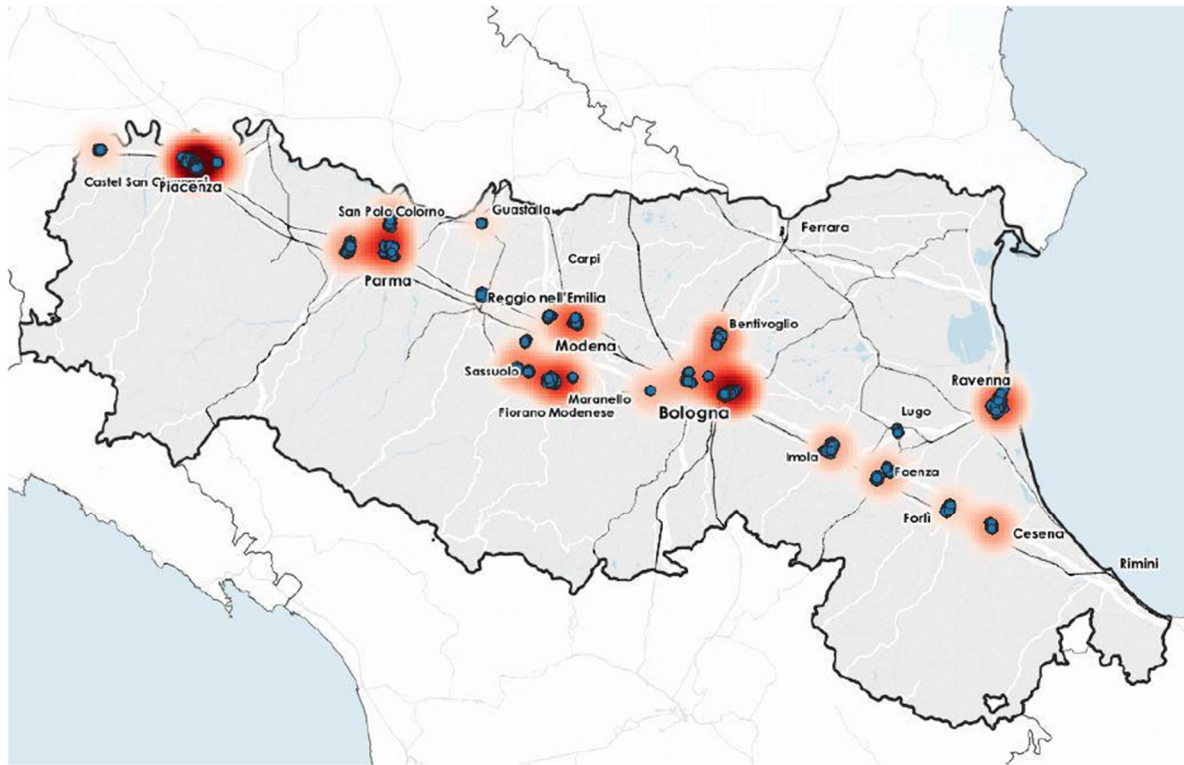 Castel San
Piacenza
San Polo Colorno
Guastalla
Ferrara
Carpi
Parma
Reggio nell'Emilia
Bentivoglio
Modena
Sassuolo
Ravenna
Maranello
Fiorano Modenese
Bologna
Lugo
Imola
Faenza
Forlì
Cesena
Rimini